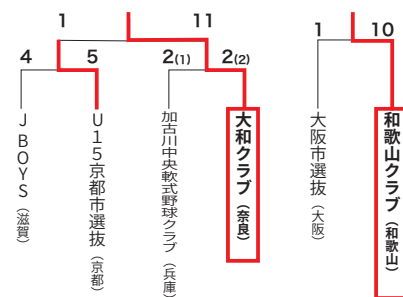 1 11 1 10
4 5 2(1) 2(2)
J BOYS（滋賀）
U15京都市選抜（京都）
加古川中央軟式野球クラブ（兵庫）
大和クラブ（奈良）
大阪市選抜（大阪）
和歌山クラブ（和歌山）